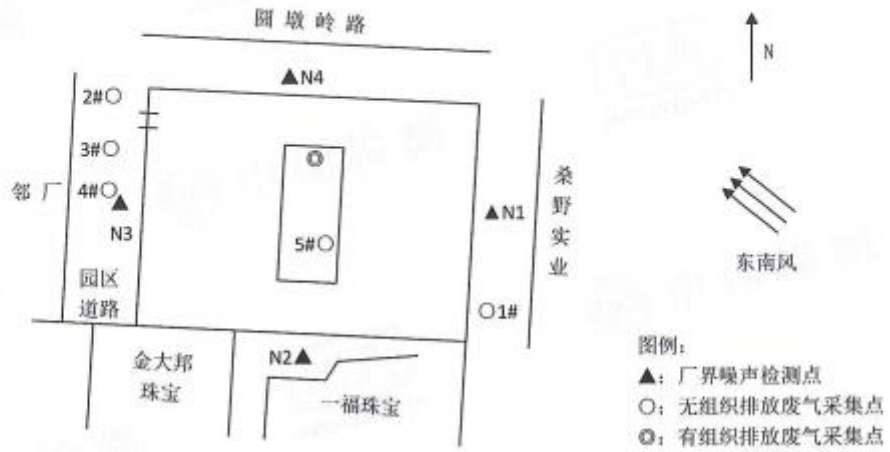 圆墩岭路
N
▲N4
2#○
3#○
4#○
邻厂
N3
▲N1
桑野实业
5#○
东南风
园区
道路
○1#
金大邦
珠宝
N2▲
一福珠宝
图例：
▲：厂界噪声检测点
○：无组织排放废气采集点
◎：有组织排放废气采集点